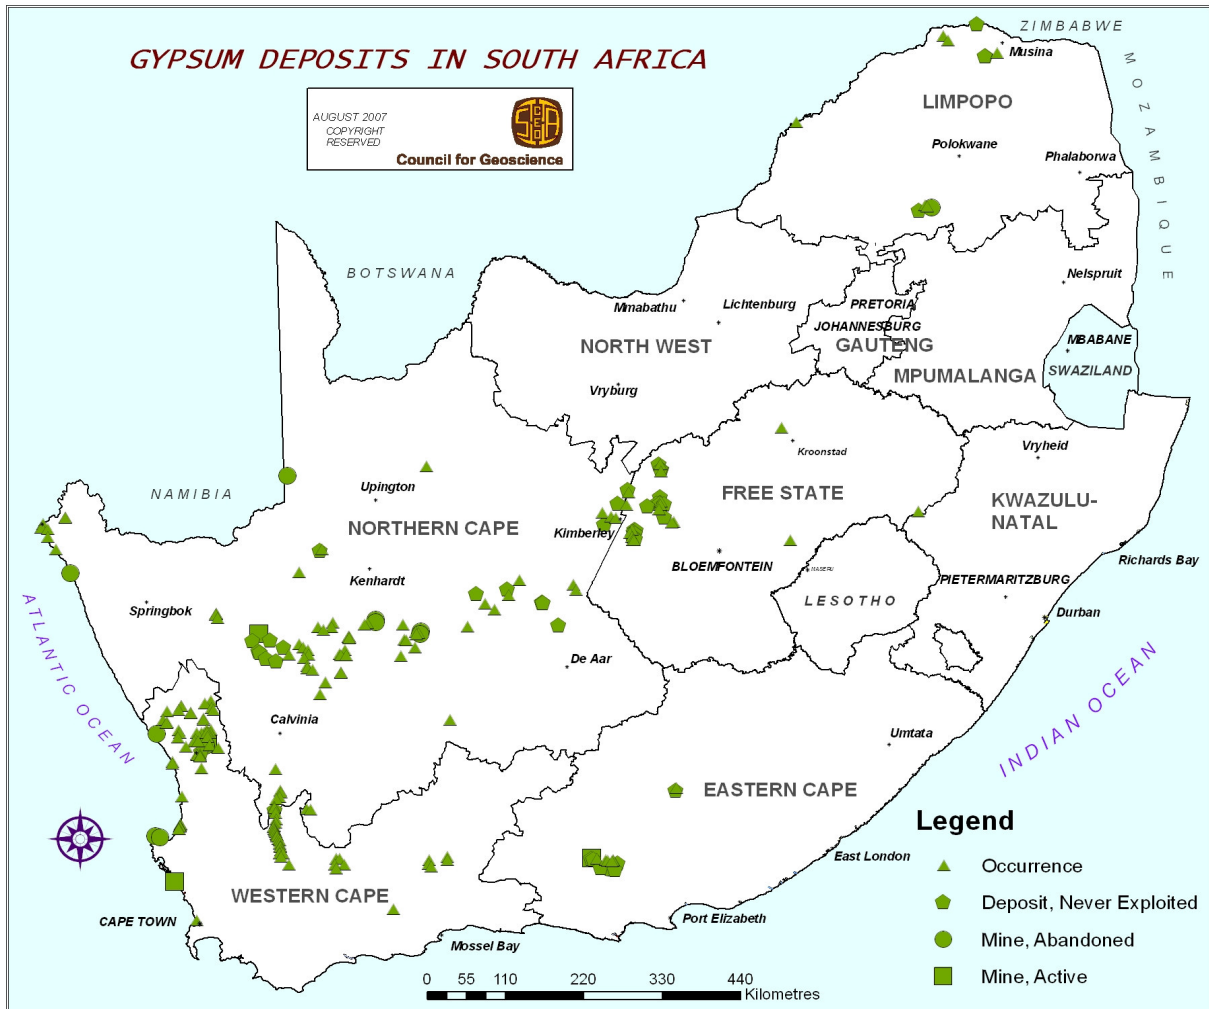 GYPSUM DEPOSITS IN SOUTH AFRICA
AUGUST 2007
COPYRIGHT
RESERVED
Council for Geoscience
ZIMBABWE
Musina
MOZAMBIQUE
LIMPOPO
Polokwane
Phalaborwa
BOTSWANA
Nelspruit
Mmabathu
Lichtenburg
PRETORIA
JOHANNESBURG
GAUTENG
MBABANE
SWAZILAND
NORTH WEST
MPUMALANGA
Vryburg
Kroonstad
Vryheid
NAMIBIA
Upington
FREE STATE
KWAZULU-
NATAL
NORTHERN CAPE
Kimberley
BLOEMFONTEIN
MASERU
Richards Bay
Kenhardt
PIETERMARITZBURG
LESOTHO
Springbok
Durban
ATLANTIC OCEAN
De Aar
INDIAN OCEAN
Calvinia
Umtata
EASTERN CAPE
Legend
East London
Occurrence
WESTERN CAPE
Deposit, Never Exploited
CAPE TOWN
Port Elizabeth
Mossel Bay
Mine, Abandoned
Mine, Active
0 55 110 220 330 440
Kilometres